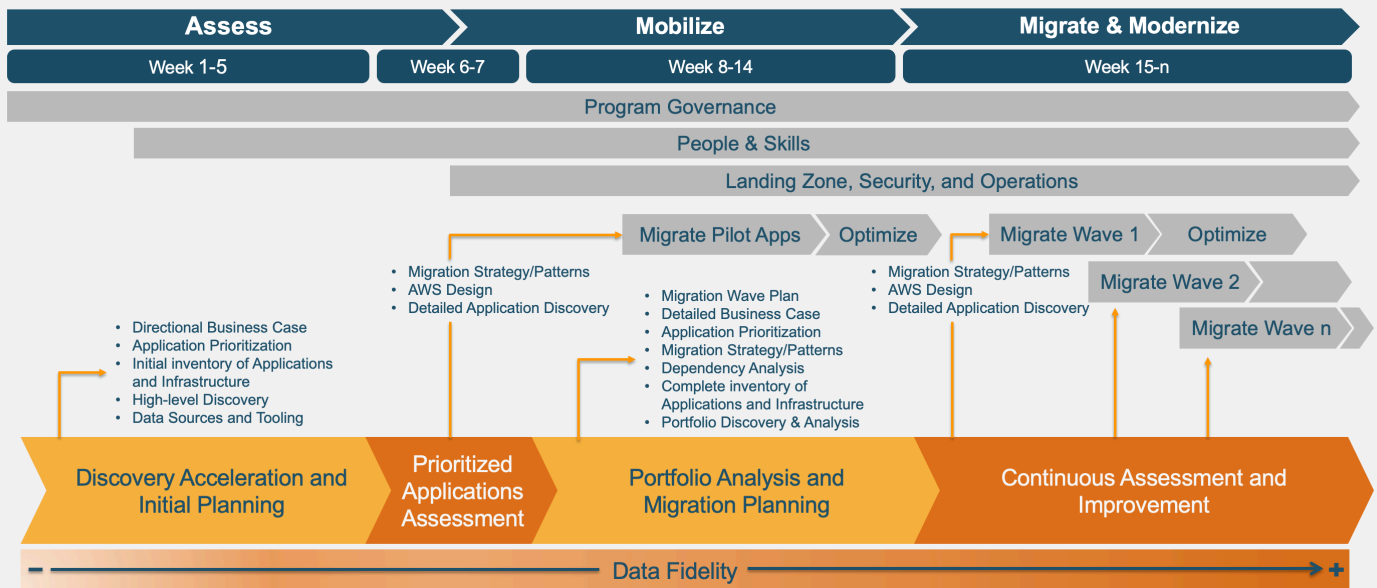 Assess
Mobilize
Migrate & Modernize
Week 1-5
Week 6-7
Week 8-14
Week 15-n
Program Governance
People & Skills
Landing Zone, Security, and Operations
Migrate Pilot Apps
Optimize
Migrate Wave 1
Optimize
Migrate Wave 2
Migrate Wave n
• Directional Business Case
• Application Prioritization
• Initial inventory of Applications
and Infrastructure
• High-level Discovery
• Data Sources and Tooling
• Migration Strategy/Patterns
• AWS Design
• Detailed Application Discovery
• Migration Wave Plan
• Detailed Business Case
• Application Prioritization
• Migration Strategy/Patterns
• Dependency Analysis
• Complete inventory of
Applications and Infrastructure
• Portfolio Discovery & Analysis
• Migration Strategy/Patterns
• AWS Design
• Detailed Application Discovery
Discovery Acceleration and
Initial Planning
Prioritized
Applications
Assessment
Portfolio Analysis and
Migration Planning
Continuous Assessment and
Improvement
– Data Fidelity +